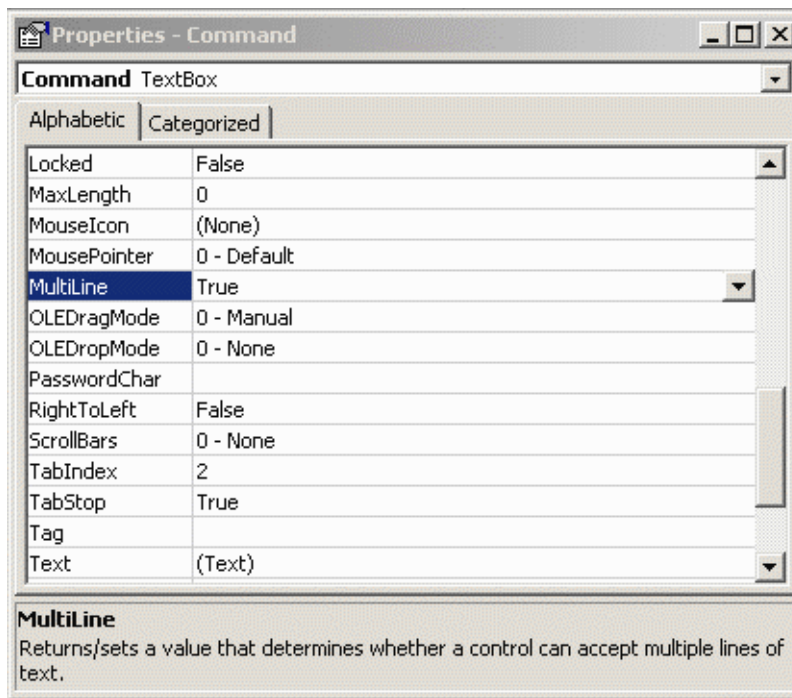 Properties - Command
Command TextBox
Alphabetic Categorized
Locked False
MaxLength 0
MouseIcon (None)
MousePointer 0 - Default
MultiLine True
OLEDragMode 0 - Manual
OLEDropMode 0 - None
PasswordChar
RightToLeft False
ScrollBars 0 - None
TabIndex 2
TabStop True
Tag
Text (Text)
MultiLine
Returns/sets a value that determines whether a control can accept multiple lines of
text.